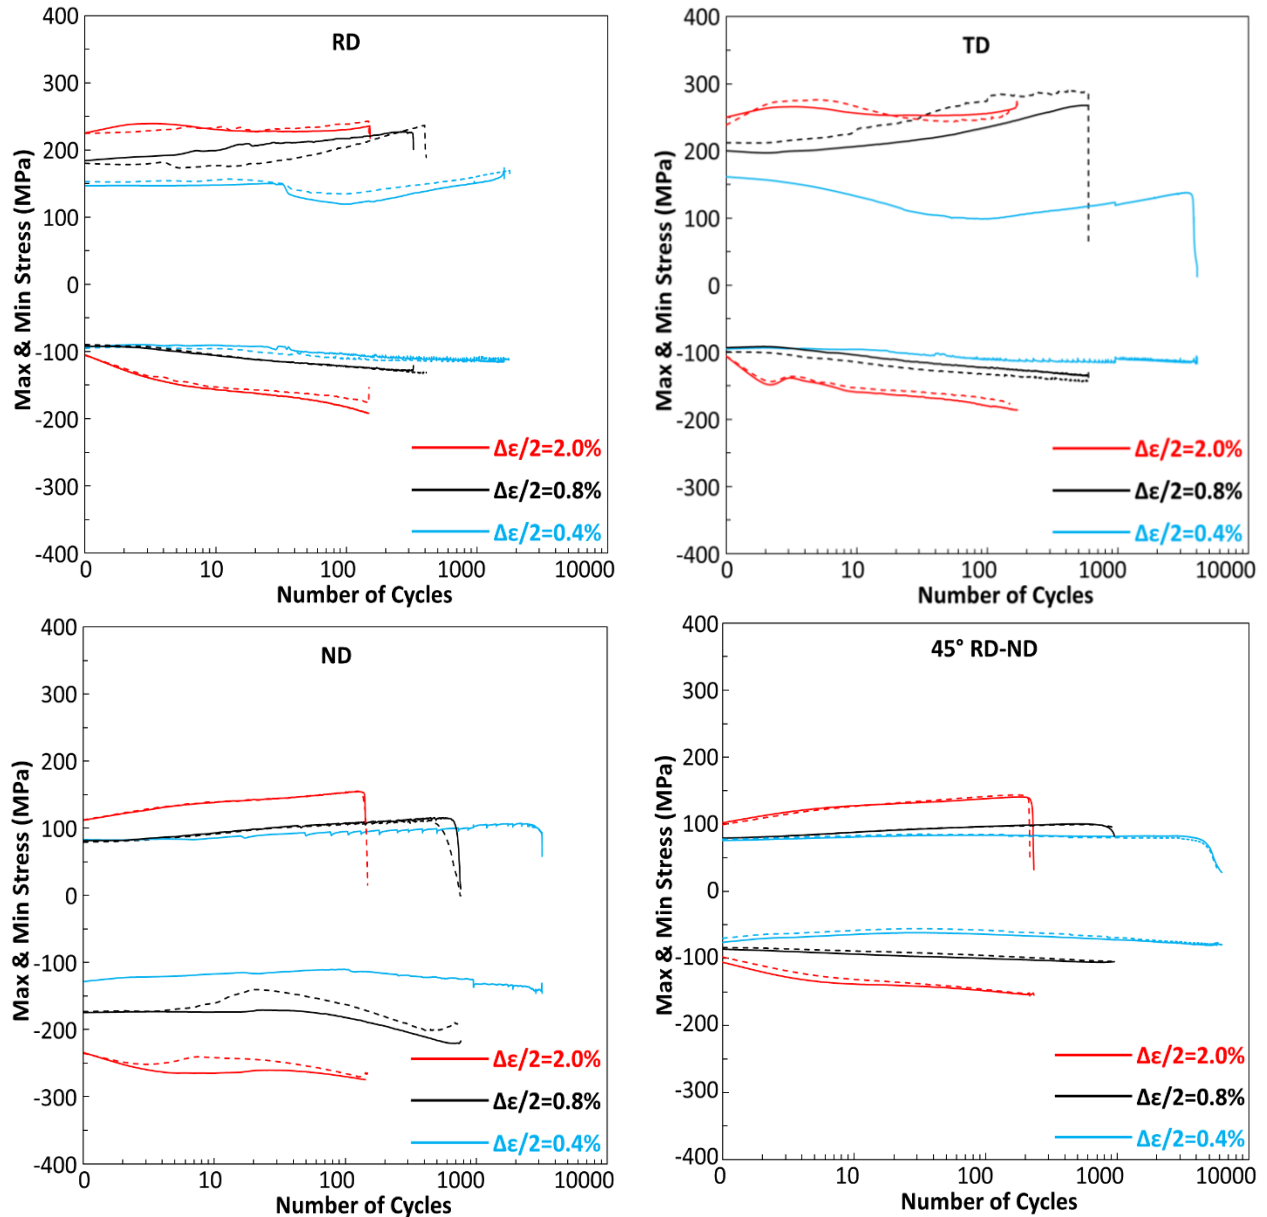 RD
Max & Min Stress (MPa)
400
300
200
100
0
-100
-200
-300
-400
0 10 100 1000 10000
Number of Cycles
Δε/2=2.0%
Δε/2=0.8%
Δε/2=0.4%
TD
Max & Min Stress (MPa)
400
300
200
100
0
-100
-200
-300
-400
0 10 100 1000 10000
Number of Cycles
Δε/2=2.0%
Δε/2=0.8%
Δε/2=0.4%
ND
Max & Min Stress (MPa)
400
300
200
100
0
-100
-200
-300
-400
0 10 100 1000 10000
Number of Cycles
Δε/2=2.0%
Δε/2=0.8%
Δε/2=0.4%
45° RD-ND
Max & Min Stress (MPa)
400
300
200
100
0
-100
-200
-300
-400
0 10 100 1000 10000
Number of Cycles
Δε/2=2.0%
Δε/2=0.8%
Δε/2=0.4%